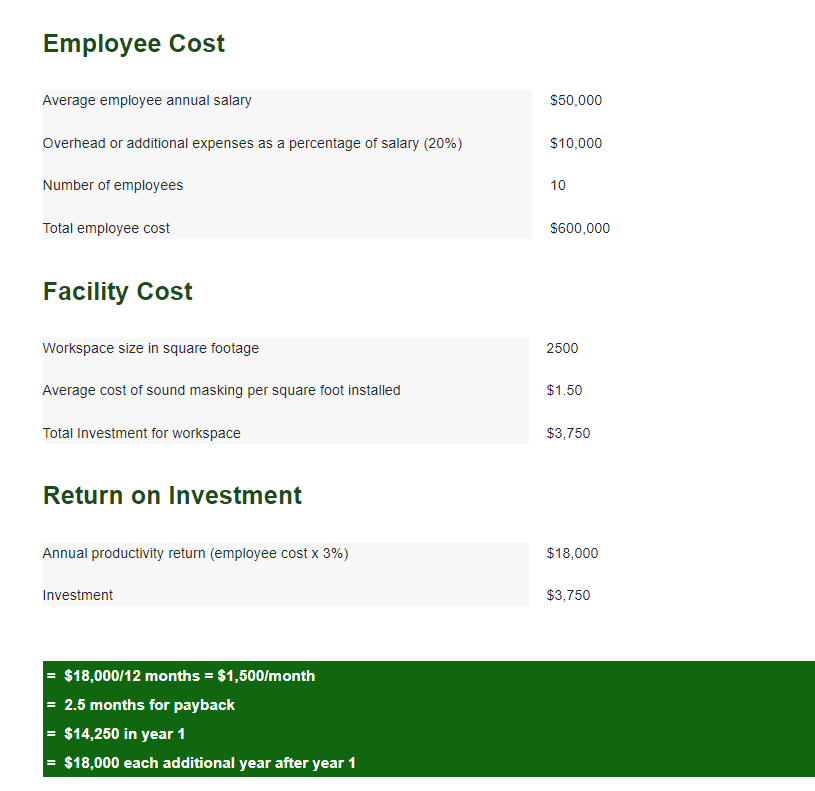 Employee Cost
Average employee annual salary $50,000
Overhead or additional expenses as a percentage of salary (20%) $10,000
Number of employees 10
Total employee cost $600,000
Facility Cost
Workspace size in square footage 2500
Average cost of sound masking per square foot installed $1.50
Total Investment for workspace $3,750
Return on Investment
Annual productivity return (employee cost x 3%) $18,000
Investment $3,750
= $18,000/12 months = $1,500/month
= 2.5 months for payback
= $14,250 in year 1
= $18,000 each additional year after year 1